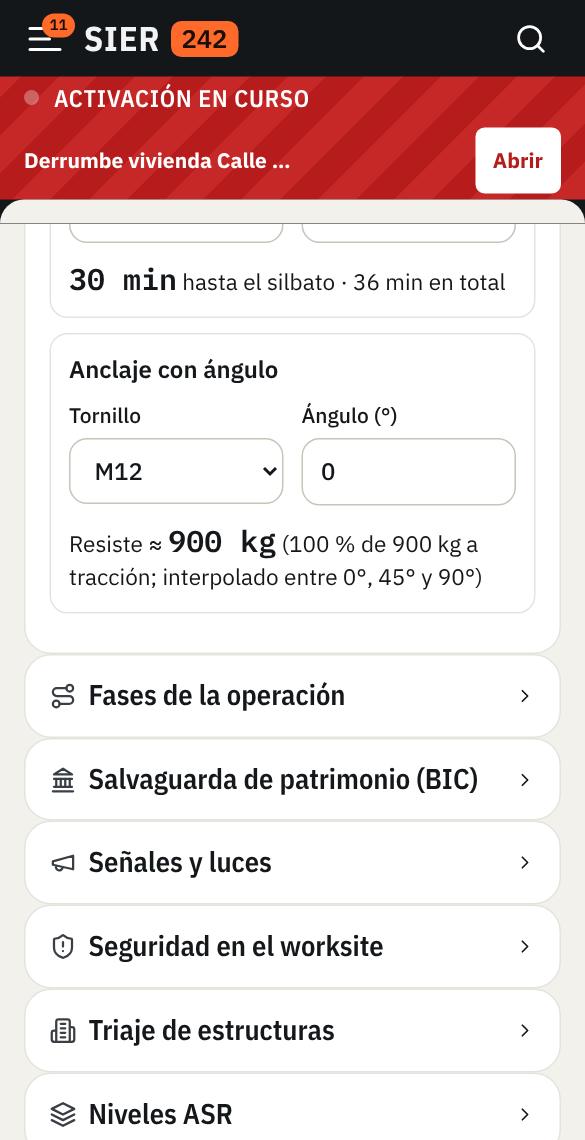 11
SIER 242
ACTIVACIÓN EN CURSO
Derrumbe vivienda Calle ...
Abrir
30 min hasta el silbato · 36 min en total
Anclaje con ángulo
Tornillo
Ángulo (°)
M12
0
Resiste ≈ 900 kg (100 % de 900 kg a
tracción; interpolado entre 0°, 45° y 90°)
Fases de la operación
Salvaguarda de patrimonio (BIC)
Señales y luces
Seguridad en el worksite
Triaje de estructuras
Niveles ASR